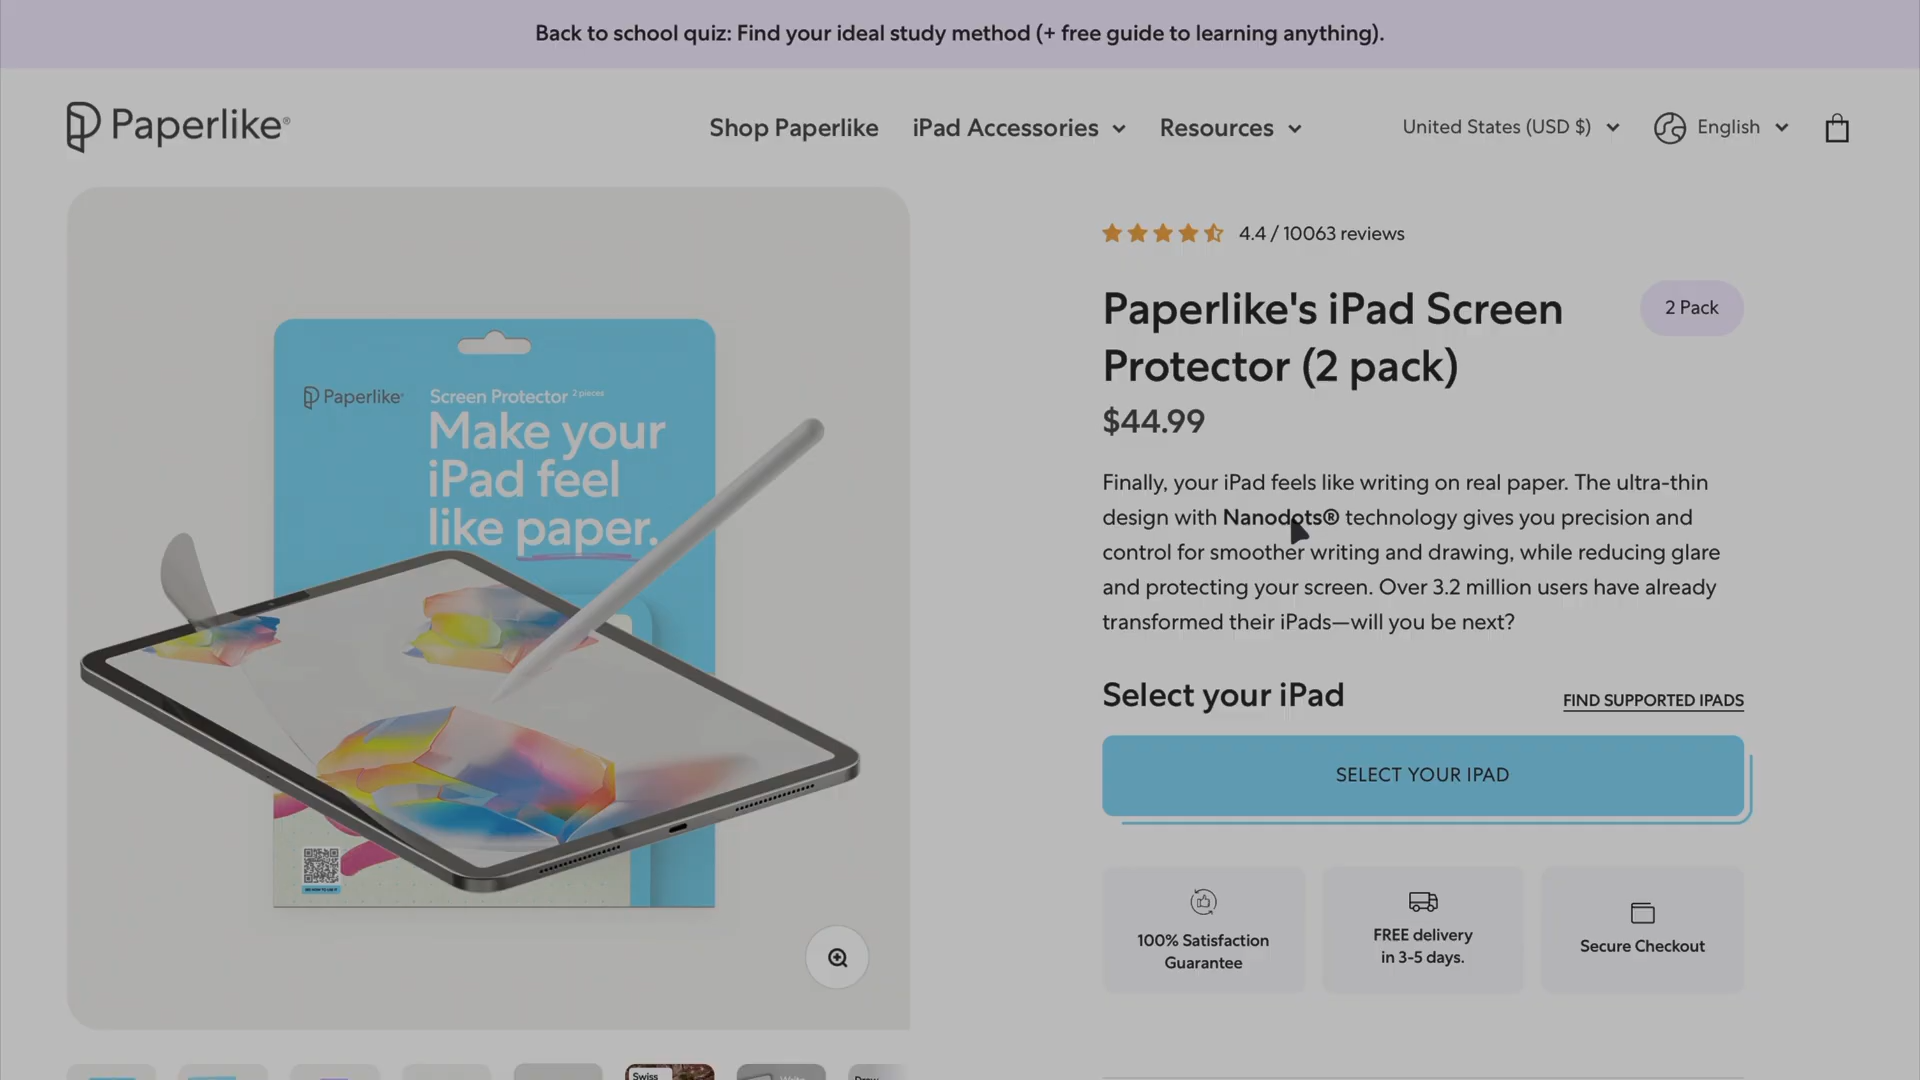 Back to school quiz: Find your ideal study method (+ free guide to learning anything).
Paperlike®
Shop Paperlike
iPad Accessories
Resources
United States (USD $)
English
4.4 / 10063 reviews
Paperlike's iPad Screen
Protector (2 pack)
2 Pack
$44.99
Finally, your iPad feels like writing on real paper. The ultra-thin
design with Nanodots® technology gives you precision and
control for smoother writing and drawing, while reducing glare
and protecting your screen. Over 3.2 million users have already
transformed their iPads—will you be next?
Select your iPad
FIND SUPPORTED IPADS
SELECT YOUR IPAD
100% Satisfaction
Guarantee
FREE delivery
in 3-5 days.
Secure Checkout
Paperlike®
Screen Protector 2 pieces
Make your
iPad feel
like paper.
Swiss